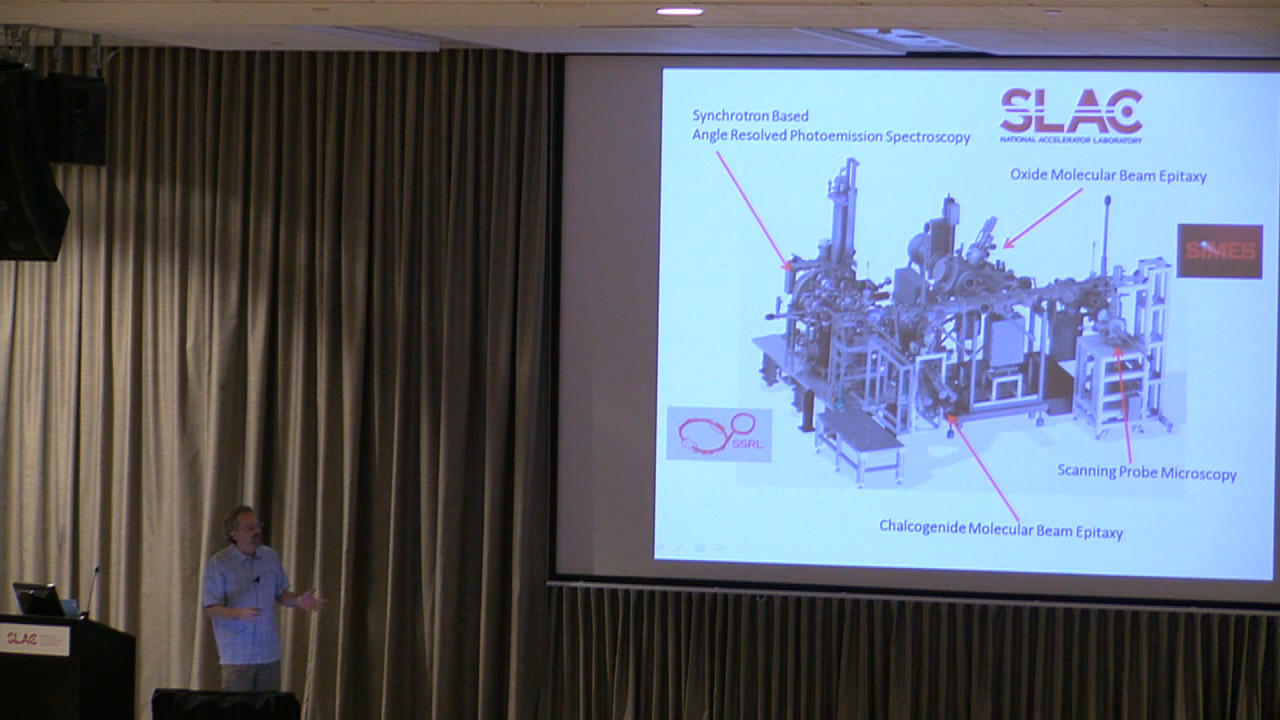 Synchrotron Based
Angle Resolved Photoemission Spectroscopy
SLAC
NATIONAL ACCELERATOR LABORATORY
Oxide Molecular Beam Epitaxy
SIMES
SSRL
Scanning Probe Microscopy
Chalcogenide Molecular Beam Epitaxy
SLAC